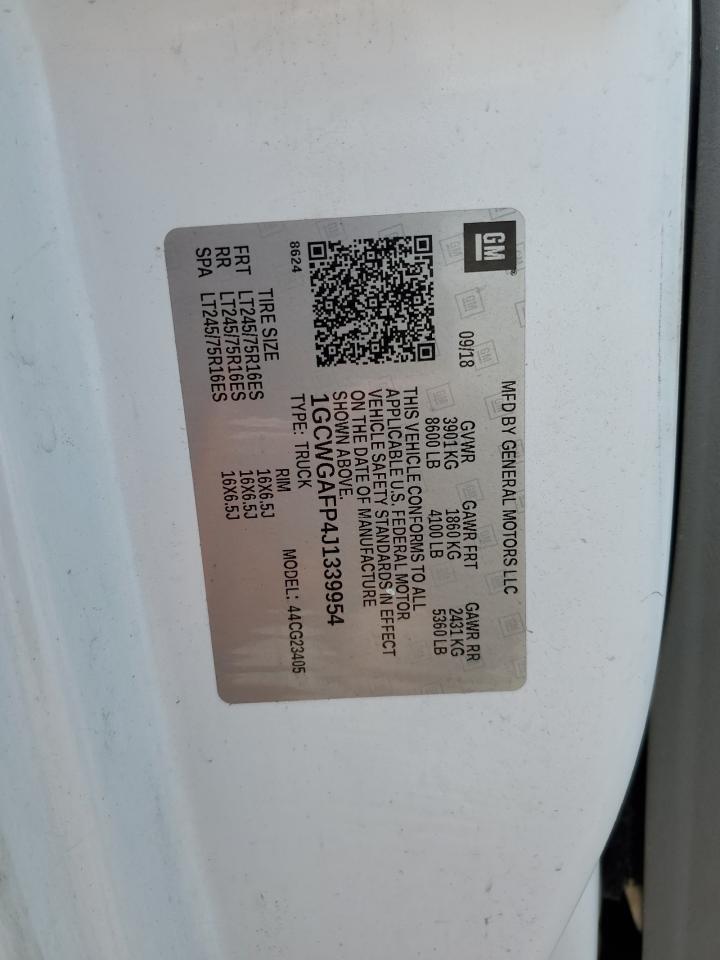 GM
MFD BY GENERAL MOTORS LLC
09/18 GVWR GAWR FRT GAWR RR
3901 KG 1860 KG 2431 KG
8600 LB 4100 LB 5360 LB
THIS VEHICLE CONFORMS TO ALL
APPLICABLE U.S. FEDERAL MOTOR
VEHICLE SAFETY STANDARDS IN EFFECT
ON THE DATE OF MANUFACTURE
SHOWN ABOVE.
1GCWGAFP4J1339954
8624 TYPE: TRUCK MODEL: 44CG23405
TIRE SIZE RIM
FRT LT245/75R16ES 16X6.5J
RR LT245/75R16ES 16X6.5J
SPA LT245/75R16ES 16X6.5J